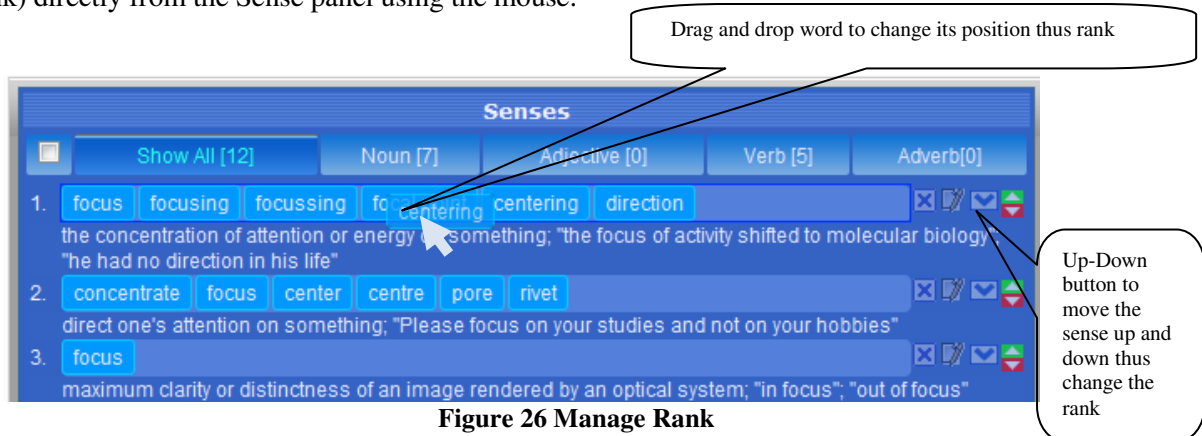 k) directly from the Sense panel using the mouse.
Drag and drop word to change its position thus rank
Senses
Show All [12] Noun [7] Adjective [0] Verb [5] Adverb[0]
1. focus focusing focussing centering centering direction
the concentration of attention or energy on something; "the focus of activity shifted to molecular biology";
"he had no direction in his life"
2. concentrate focus center centre pore rivet
direct one's attention on something; "Please focus on your studies and not on your hobbies"
3. focus
maximum clarity or distinctness of an image rendered by an optical system; "in focus"; "out of focus"
Up-Down
button to
move the
sense up and
down thus
change the
rank
Figure 26 Manage Rank